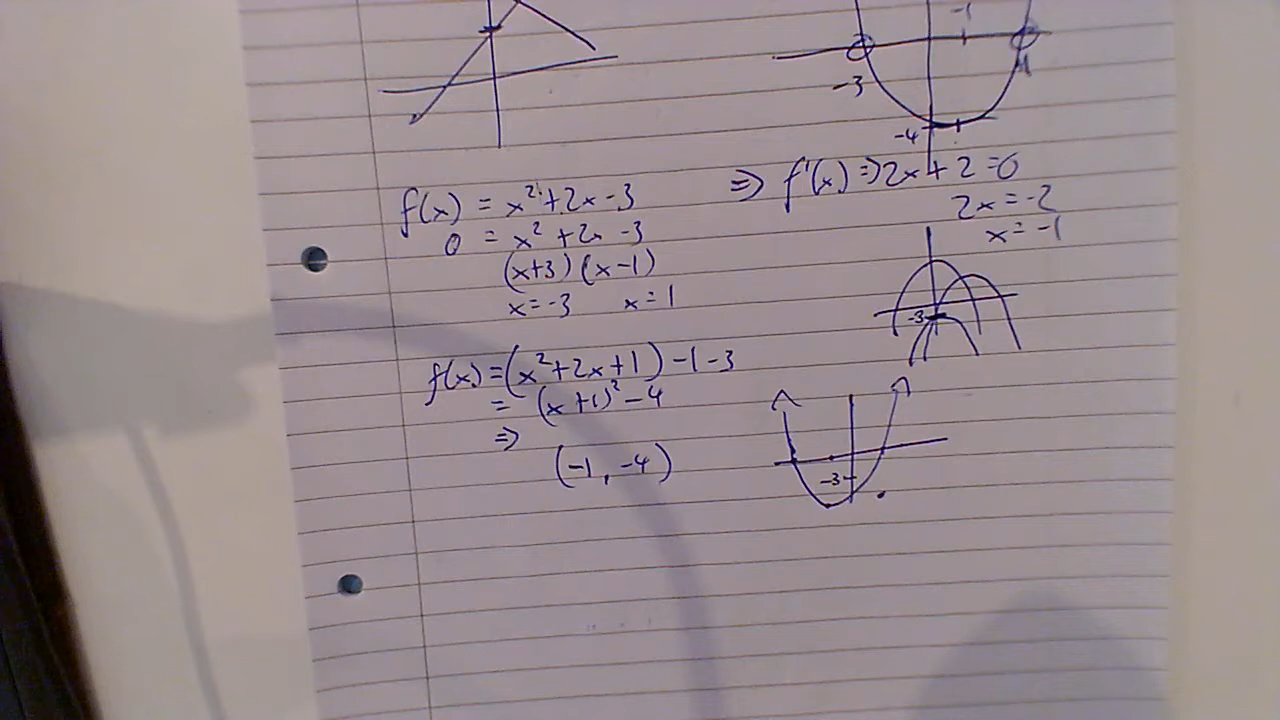 -1
-3
1
-4
f(x) = x²+2x-3
0 = x²+2x-3
(x+3)(x-1)
x=-3 x=1
⇒ f'(x) ⇒ 2x+2=0
2x=-2
x=-1
-3
f(x)=(x²+2x+1)-1-3
= (x+1)²-4
⇒
(-1,-4)
-3